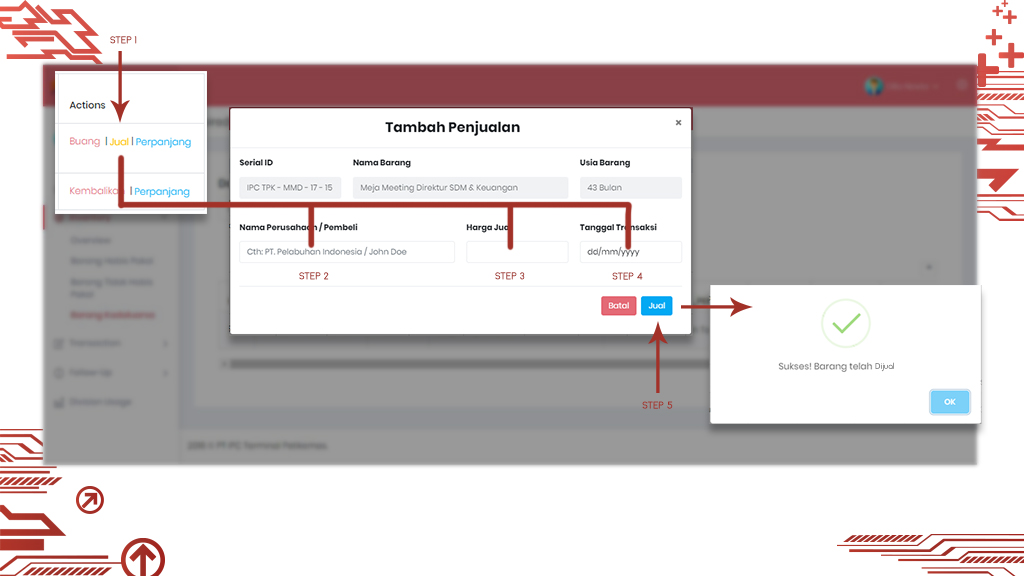 STEP 1
Actions
Buang | Jual | Perpanjang
Kembalikan | Perpanjang
Tambah Penjualan
×
Serial ID
Nama Barang
Usia Barang
IPC TPK - MMD - 17 - 15
Meja Meeting Direktur SDM & Keuangan
43 Bulan
Nama Perusahaan / Pembeli
Harga Jual
Tanggal Transaksi
Cth: PT. Pelabuhan Indonesia / John Doe
dd/mm/yyyy
STEP 2
STEP 3
STEP 4
Batal
Jual
STEP 5
Sukses! Barang telah Dijual
OK
Overview